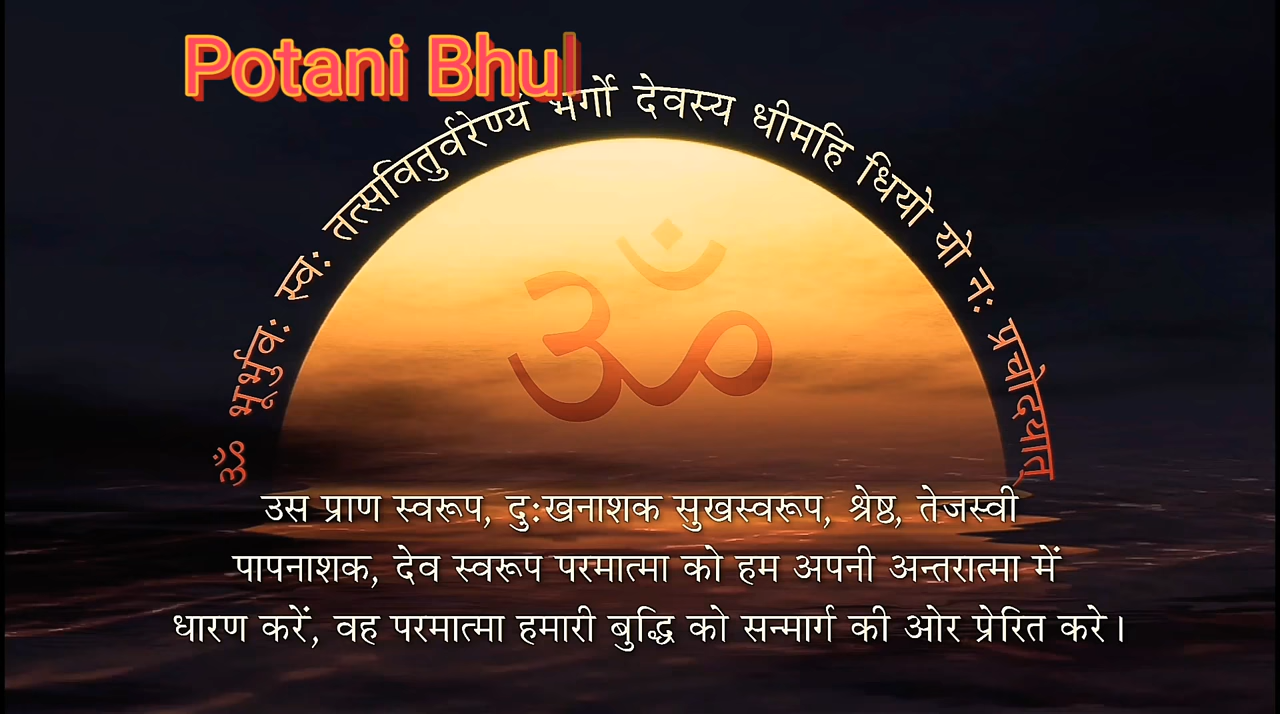 Potani Bhul
ॐ भूर्भुवः स्वः तत्सवितुर्वरेण्यं भर्गो देवस्य धीमहि धियो यो नः प्रचोदयात्
ॐ
उस प्राण स्वरूप, दुःखनाशक सुखस्वरूप, श्रेष्ठ, तेजस्वी
पापनाशक, देव स्वरूप परमात्मा को हम अपनी अन्तरात्मा में
धारण करें, वह परमात्मा हमारी बुद्धि को सन्मार्ग की ओर प्रेरित करे।